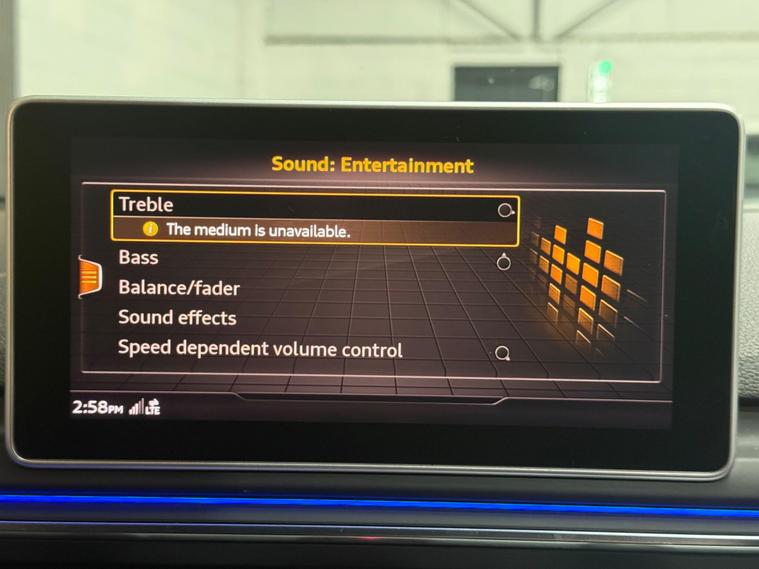 Sound: Entertainment
Treble
The medium is unavailable.
Bass
Balance/fader
Sound effects
Speed dependent volume control
2:58PM LTE